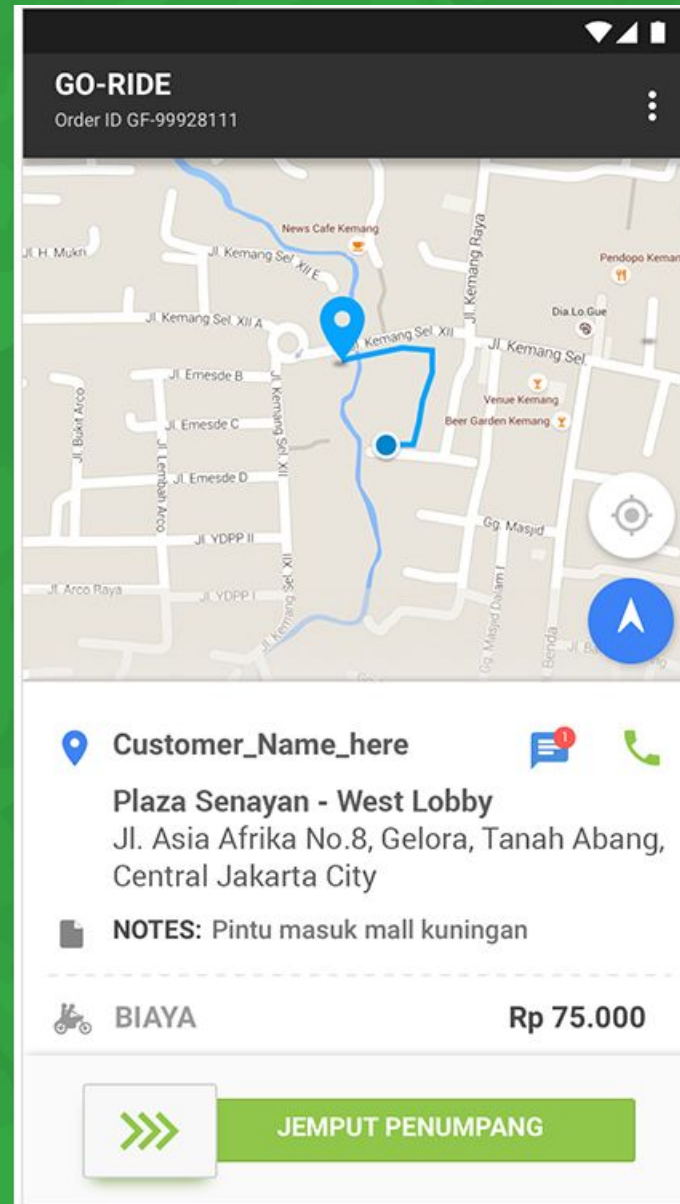 GO-RIDE
Order ID GF-99928111
News Cafe Kemang
Jl. Kemang Raya
Jl H. Mukri
Jl. Kemang Sel XII E
Pendopo Keman
Dia.Lo.Gue
Jl. Kemang Sel. XII A
Kemang Sel. XII
Jl. Kemang Sel.
Jl. Emesde B
Venue Kemang
Jl. Bukit Arco
Jl. Kemang Sel. XII
Jl. Emesde C
Beer Garden Kemang
Jl. Lembah Arco
Jl. Emesde D
Gg. Masjid
Jl. YDPP II
Jl. Arco Raya
Jl. YDPP I
Jl. Kemang Sel. XII
Gg. Masjid Dalam I
Benda
Customer_Name_here
1
Plaza Senayan - West Lobby
Jl. Asia Afrika No.8, Gelora, Tanah Abang,
Central Jakarta City
NOTES: Pintu masuk mall kuningan
BIAYA
Rp 75.000
JEMPUT PENUMPANG